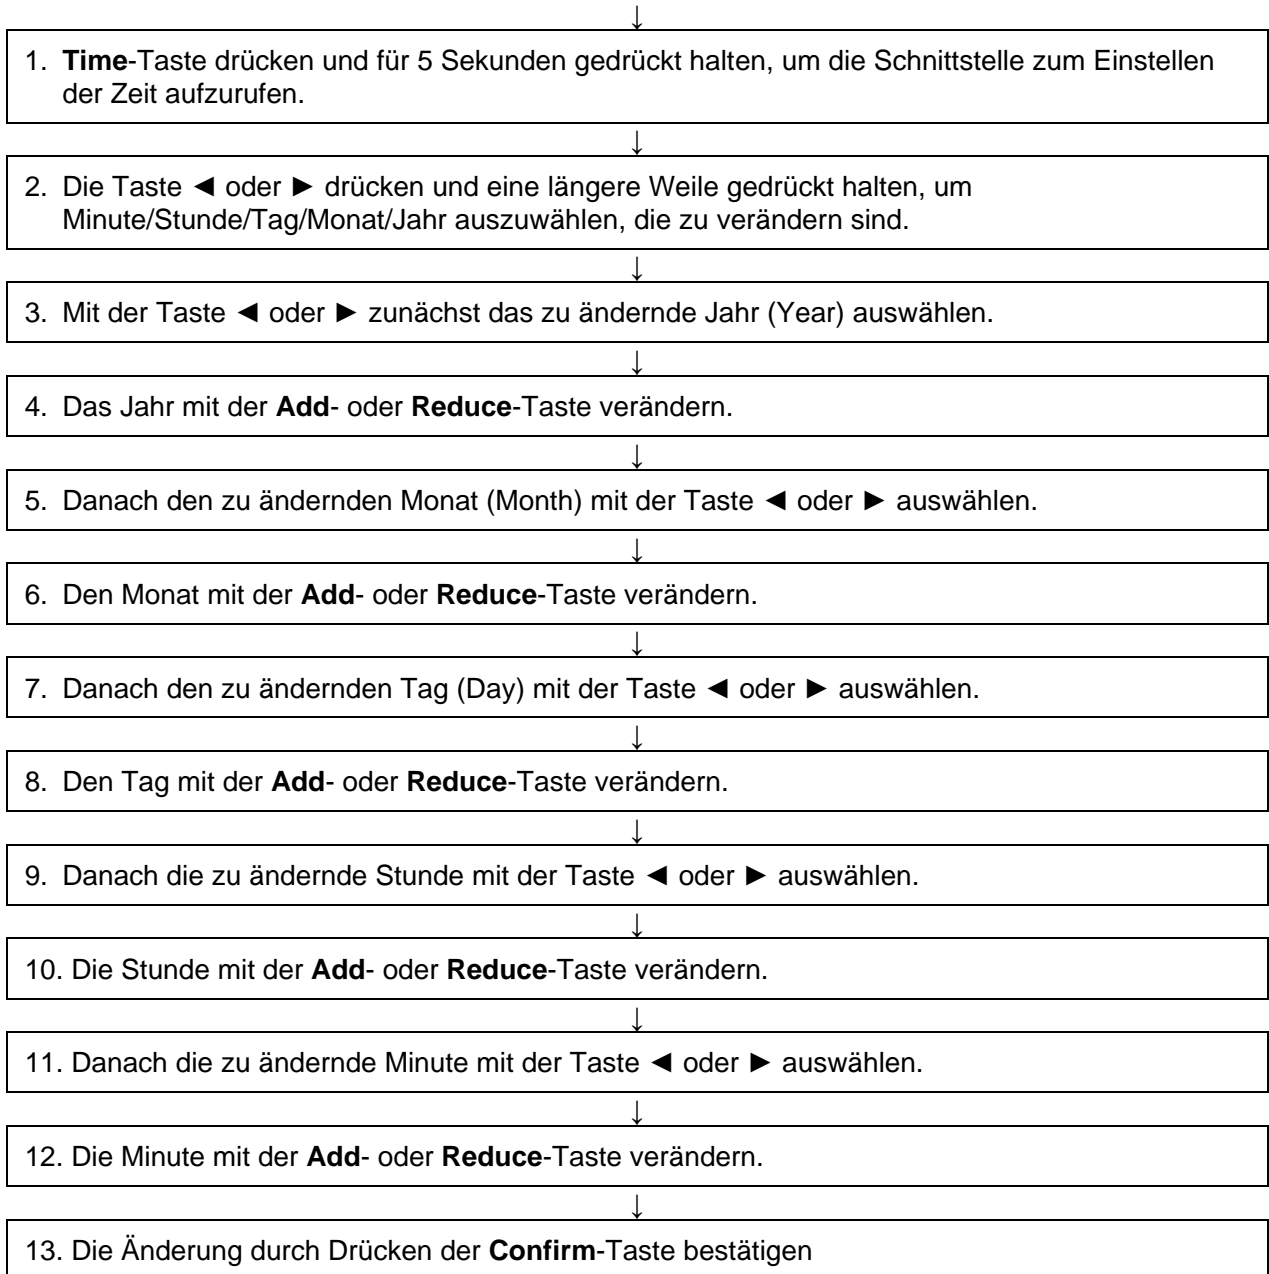 ↓
1. Time-Taste drücken und für 5 Sekunden gedrückt halten, um die Schnittstelle zum Einstellen
der Zeit aufzurufen.
↓
2. Die Taste ◄ oder ► drücken und eine längere Weile gedrückt halten, um
Minute/Stunde/Tag/Monat/Jahr auszuwählen, die zu verändern sind.
↓
3. Mit der Taste ◄ oder ► zunächst das zu ändernde Jahr (Year) auswählen.
↓
4. Das Jahr mit der Add- oder Reduce-Taste verändern.
↓
5. Danach den zu ändernden Monat (Month) mit der Taste ◄ oder ► auswählen.
↓
6. Den Monat mit der Add- oder Reduce-Taste verändern.
↓
7. Danach den zu ändernden Tag (Day) mit der Taste ◄ oder ► auswählen.
↓
8. Den Tag mit der Add- oder Reduce-Taste verändern.
↓
9. Danach die zu ändernde Stunde mit der Taste ◄ oder ► auswählen.
↓
10. Die Stunde mit der Add- oder Reduce-Taste verändern.
↓
11. Danach die zu ändernde Minute mit der Taste ◄ oder ► auswählen.
↓
12. Die Minute mit der Add- oder Reduce-Taste verändern.
↓
13. Die Änderung durch Drücken der Confirm-Taste bestätigen